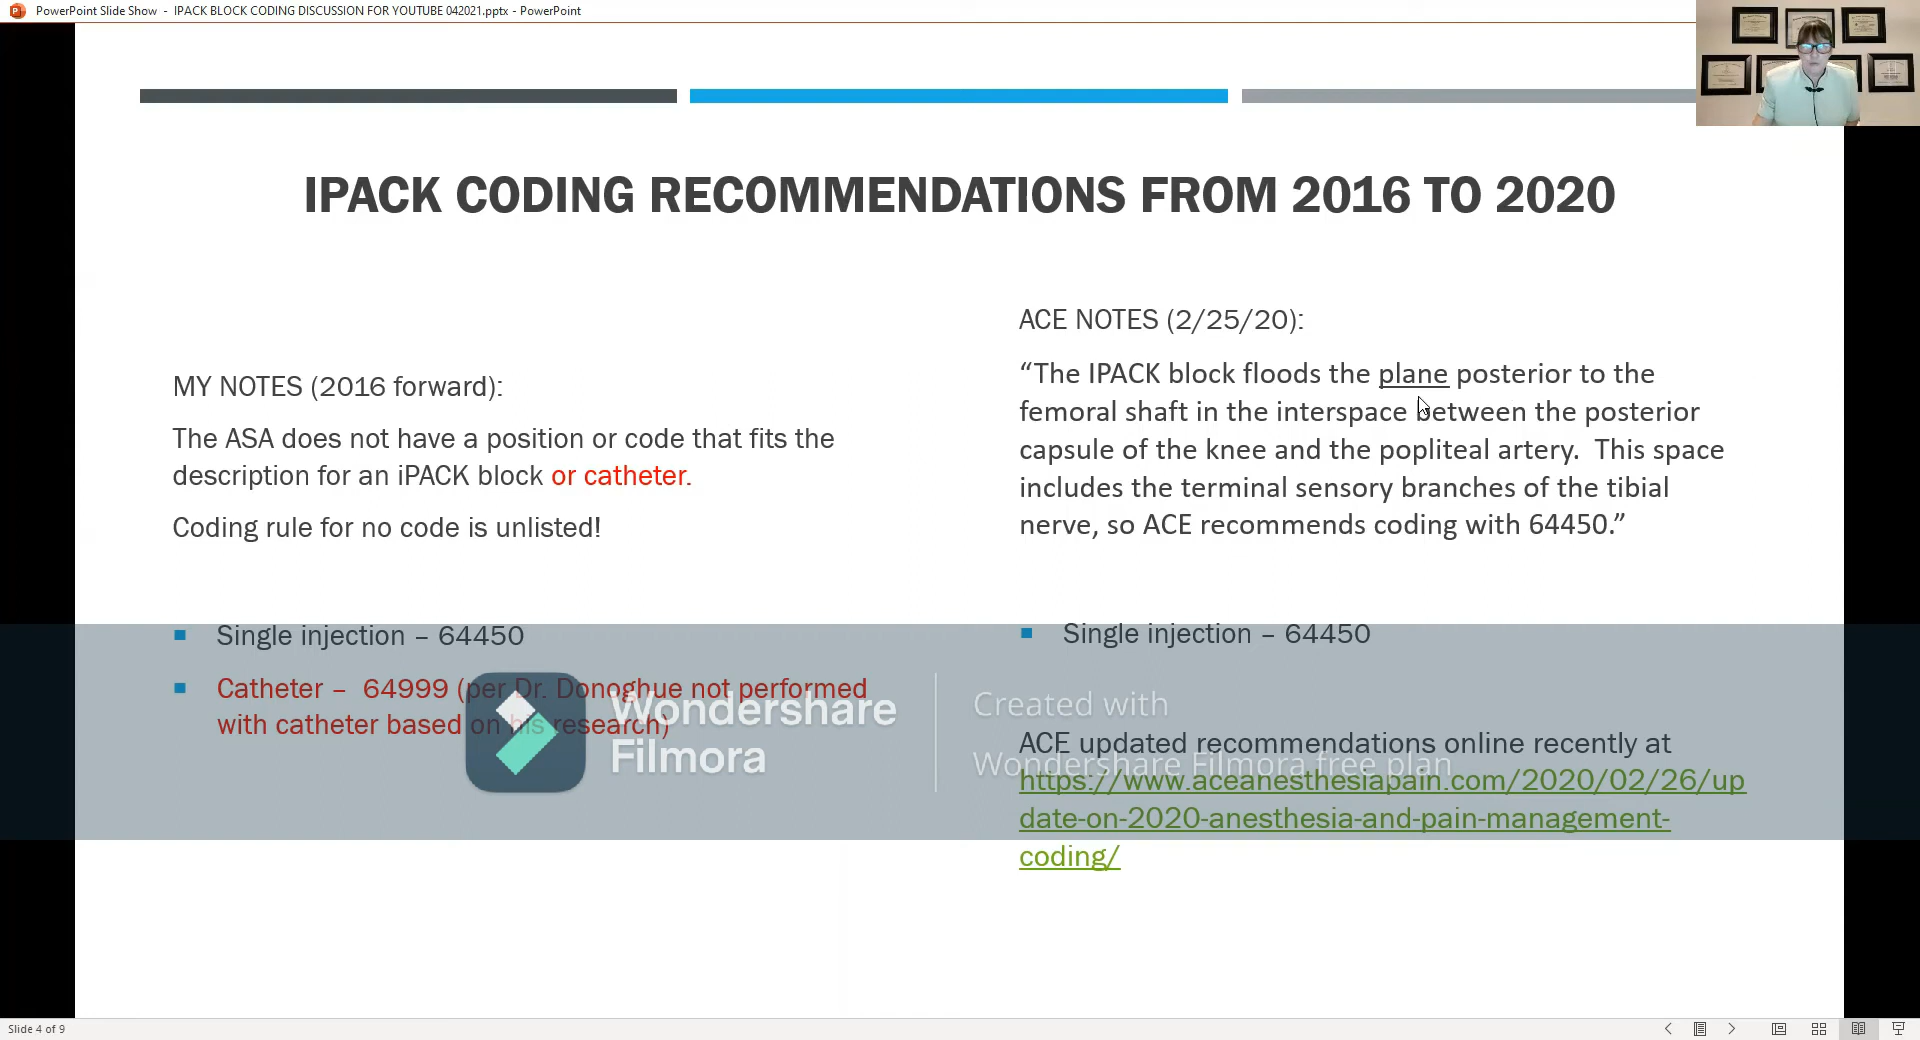 PowerPoint Slide Show - IPACK BLOCK CODING DISCUSSION FOR YOUTUBE 042021.pptx - PowerPoint
IPACK CODING RECOMMENDATIONS FROM 2016 TO 2020
MY NOTES (2016 forward):
The ASA does not have a position or code that fits the
description for an iPACK block or catheter.
Coding rule for no code is unlisted!
Single injection – 64450
Catheter – 64999 (per Dr. Donoghue not performed
with catheter based on his research)
ACE NOTES (2/25/20):
“The IPACK block floods the plane posterior to the
femoral shaft in the interspace between the posterior
capsule of the knee and the popliteal artery. This space
includes the terminal sensory branches of the tibial
nerve, so ACE recommends coding with 64450.”
Single injection – 64450
ACE updated recommendations online recently at
https://www.aceanesthesiapain.com/2020/02/26/up
date-on-2020-anesthesia-and-pain-management-
coding/
Wondershare
Filmora
Created with
Wondershare Filmora free plan
Slide 4 of 9